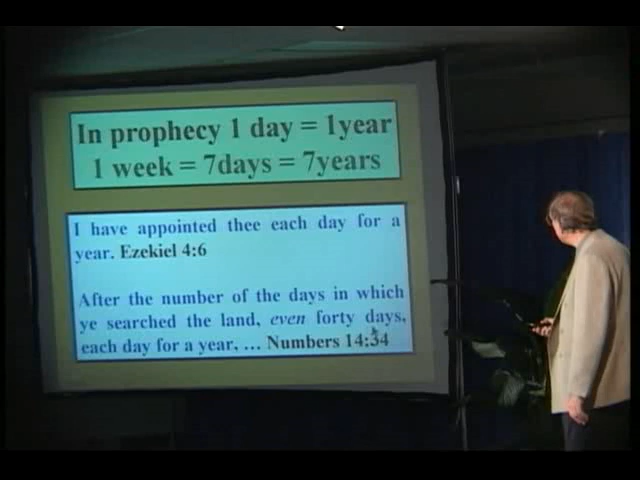 In prophecy 1 day = 1year
1 week = 7days = 7years
I have appointed thee each day for a
year. Ezekiel 4:6
After the number of the days in which
ye searched the land, even forty days,
each day for a year, ... Numbers 14:34